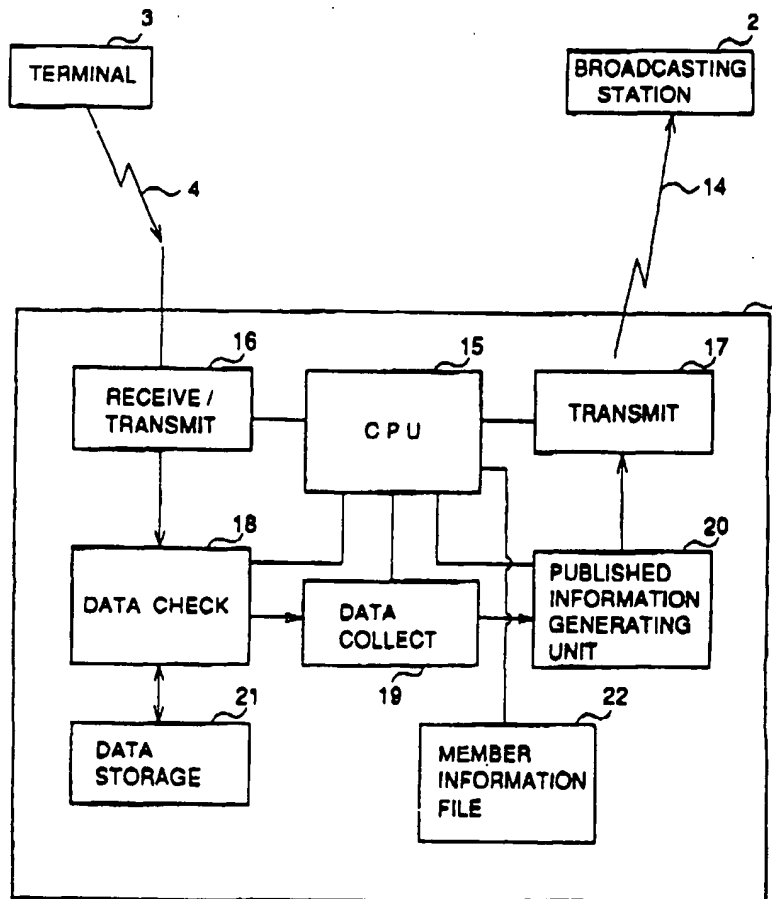 3
TERMINAL
2
BROADCASTING
STATION
4
14
16
RECEIVE /
TRANSMIT
15
CPU
17
TRANSMIT
18
DATA CHECK
DATA
COLLECT
19
20
PUBLISHED
INFORMATION
GENERATING
UNIT
21
DATA
STORAGE
22
MEMBER
INFORMATION
FILE